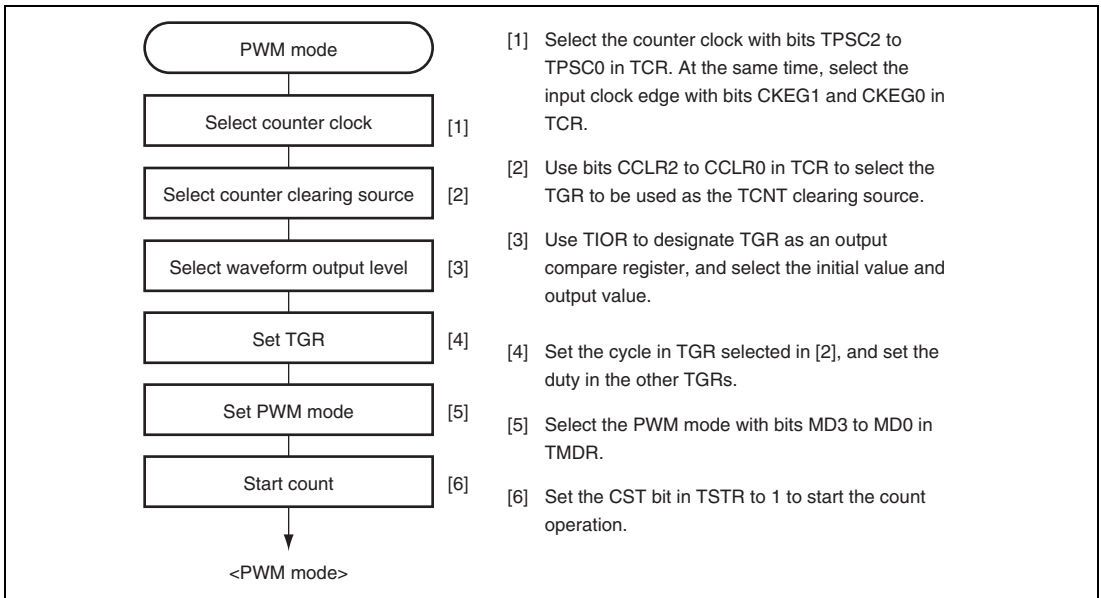 PWM mode
Select counter clock
[1]
Select counter clearing source
[2]
Select waveform output level
[3]
Set TGR
[4]
Set PWM mode
[5]
Start count
[6]
<PWM mode>
[1] Select the counter clock with bits TPSC2 to
TPSC0 in TCR. At the same time, select the
input clock edge with bits CKEG1 and CKEG0 in
TCR.
[2] Use bits CCLR2 to CCLR0 in TCR to select the
TGR to be used as the TCNT clearing source.
[3] Use TIOR to designate TGR as an output
compare register, and select the initial value and
output value.
[4] Set the cycle in TGR selected in [2], and set the
duty in the other TGRs.
[5] Select the PWM mode with bits MD3 to MD0 in
TMDR.
[6] Set the CST bit in TSTR to 1 to start the count
operation.